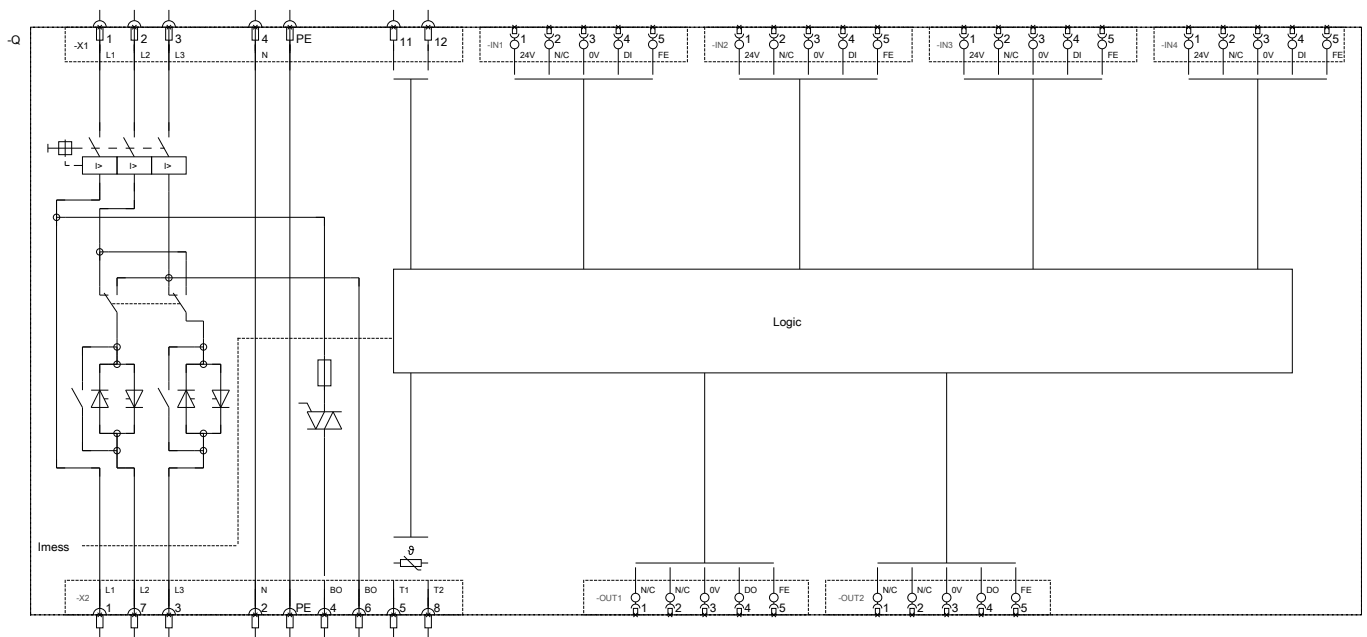 -Q
-X1
1 2 3 4 PE 11 12
L1 L2 L3 N
-IN1
1 2 3 4 5
24V N/C 0V DI FE
-IN2
1 2 3 4 5
24V N/C 0V DI FE
-IN3
1 2 3 4 5
24V N/C 0V DI FE
-IN4
1 2 3 4 5
24V N/C 0V DI FE
I> I> I>
Logic
Imess
ϑ
-X2
L1 L2 L3 N BO BO T1 T2
1 7 3 2 PE 4 6 5 8
-OUT1
N/C N/C 0V DO FE
1 2 3 4 5
-OUT2
N/C N/C 0V DO FE
1 2 3 4 5